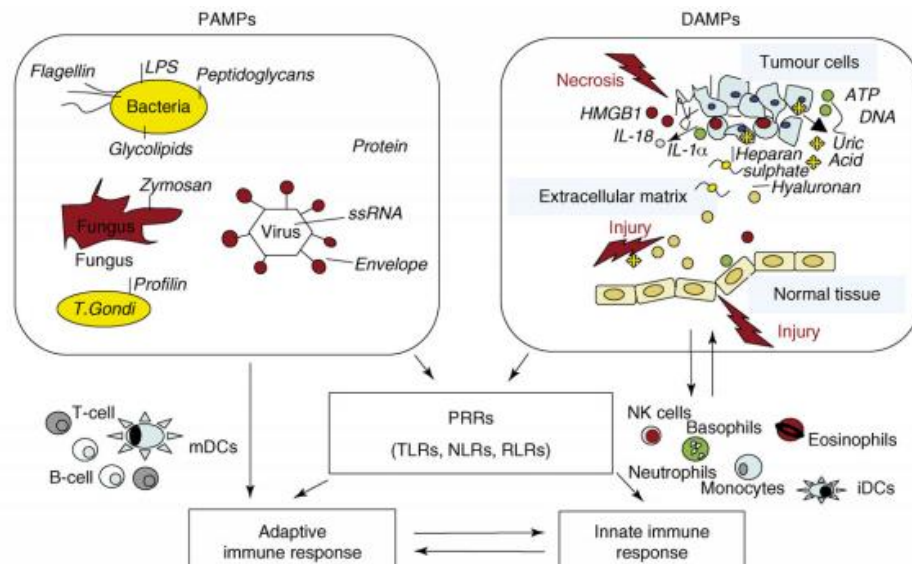 PAMPs
DAMPs
Flagellin
LPS
Peptidoglycans
Bacteria
Glycolipids
Protein
Zymosan
Fungus
Fungus
ssRNA
Virus
Envelope
Profilin
T.Gondi
Necrosis
Tumour cells
HMGB1
ATP
DNA
IL-18
IL-1α
Uric
Acid
Heparan
sulphate
Hyaluronan
Extracellular matrix
Injury
Normal tissue
Injury
T-cell
mDCs
B-cell
PRRs
(TLRs, NLRs, RLRs)
NK cells
Basophils
Eosinophils
Neutrophils
Monocytes
iDCs
Adaptive
immune response
Innate immune
response